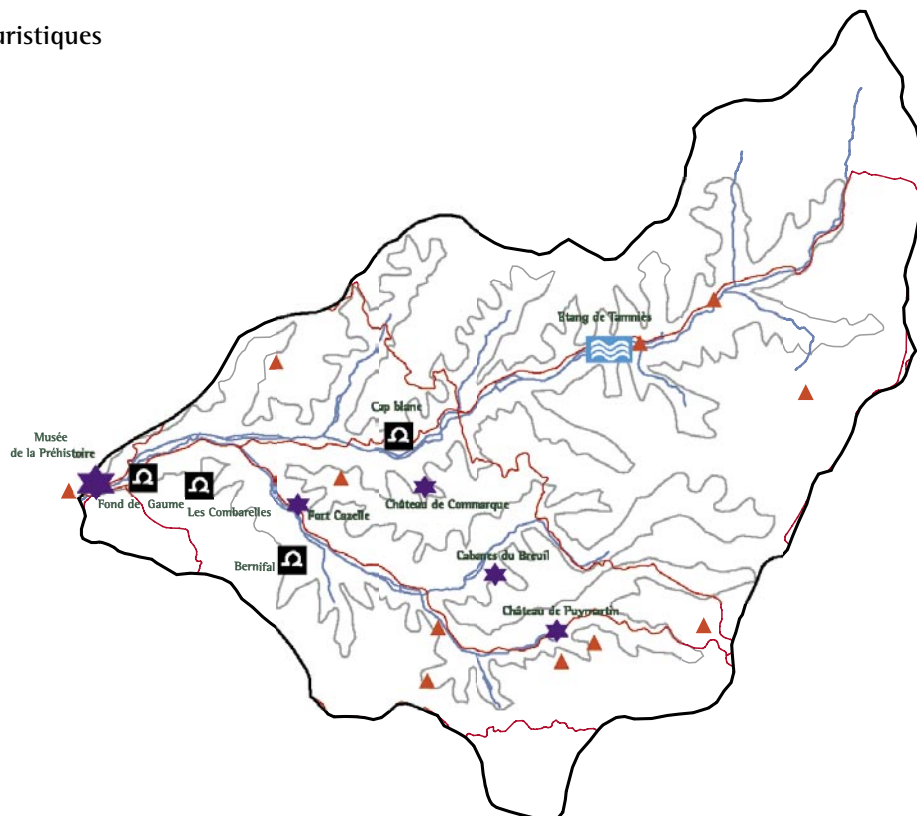 uristiques
Etang de Tamniès
Cap blanc
Musée
de la Préhistoire
Fond de Gaume
Les Combarelles
Fort Cazelle
Château de Commarque
Bernifal
Cabanes du Breuil
Château de Puymartin